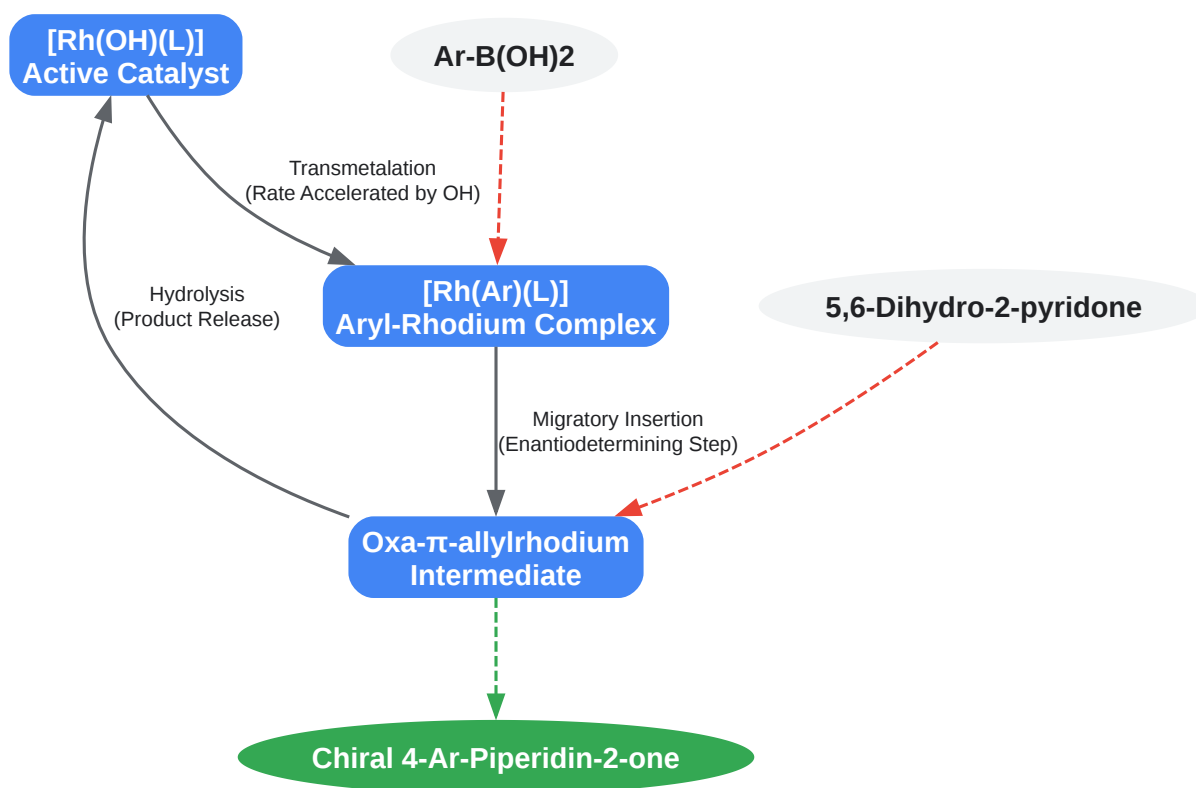 [Rh(OH)(L)]
Active Catalyst
Ar-B(OH)2
Transmetalation
(Rate Accelerated by OH)
[Rh(Ar)(L)]
Aryl-Rhodium Complex
Hydrolysis
(Product Release)
5,6-Dihydro-2-pyridone
Migratory Insertion
(Enantiodetermining Step)
Oxa-π-allylrhodium
Intermediate
Chiral 4-Ar-Piperidin-2-one